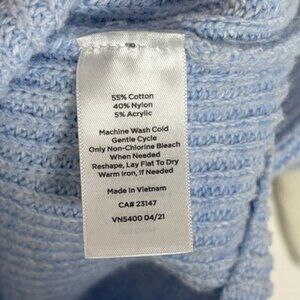 55% Cotton
40% Nylon
5% Acrylic
Machine Wash Cold
Gentle Cycle
Only Non-Chlorine Bleach
When Needed
Reshape, Lay Flat To Dry
Warm Iron, If Needed
Made in Vietnam
CA# 23147
VN5400 04/21